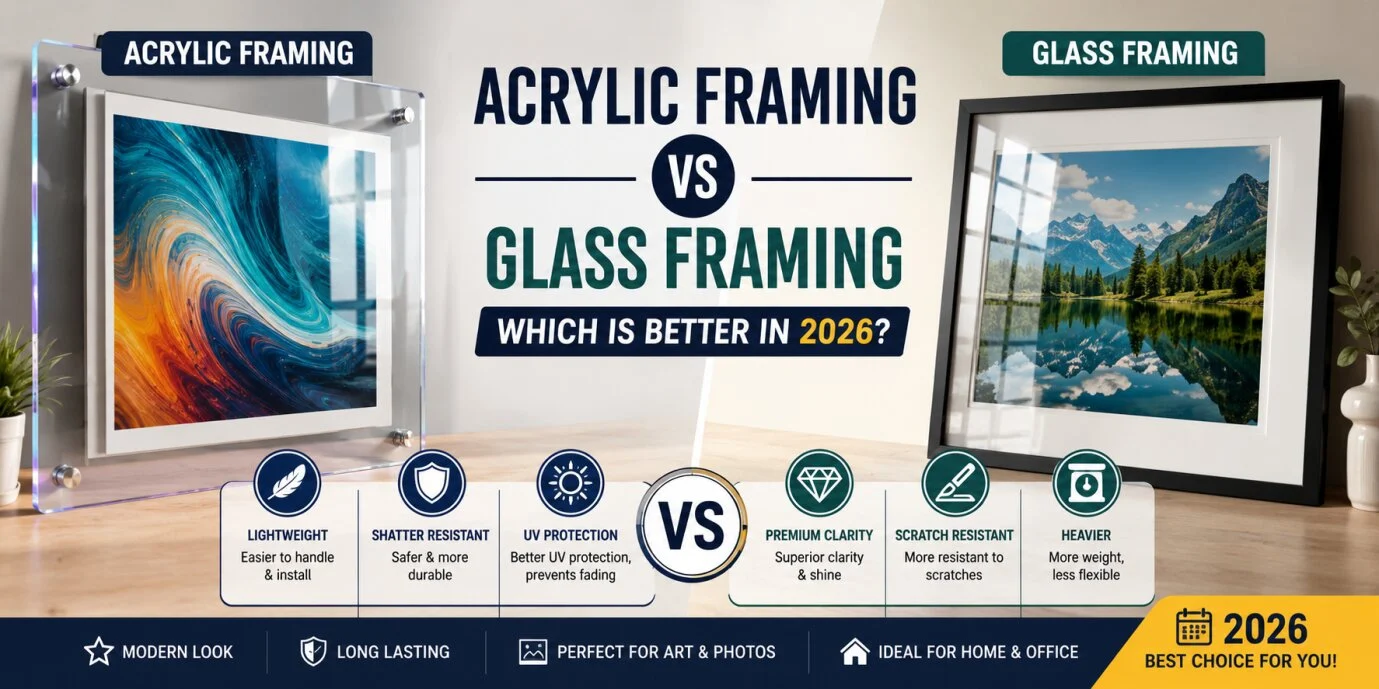 ACRYLIC FRAMING
GLASS FRAMING
ACRYLIC FRAMING
VS
GLASS FRAMING
WHICH IS BETTER IN 2026?
LIGHTWEIGHT
Easier to handle
& install
SHATTER RESISTANT
Safer & more
durable
UV PROTECTION
Better UV protection,
prevents fading
VS
PREMIUM CLARITY
Superior clarity
& shine
SCRATCH RESISTANT
More resistant to
scratches
HEAVIER
More weight,
less flexible
MODERN LOOK
LONG LASTING
PERFECT FOR ART & PHOTOS
IDEAL FOR HOME & OFFICE
2026
BEST CHOICE FOR YOU!